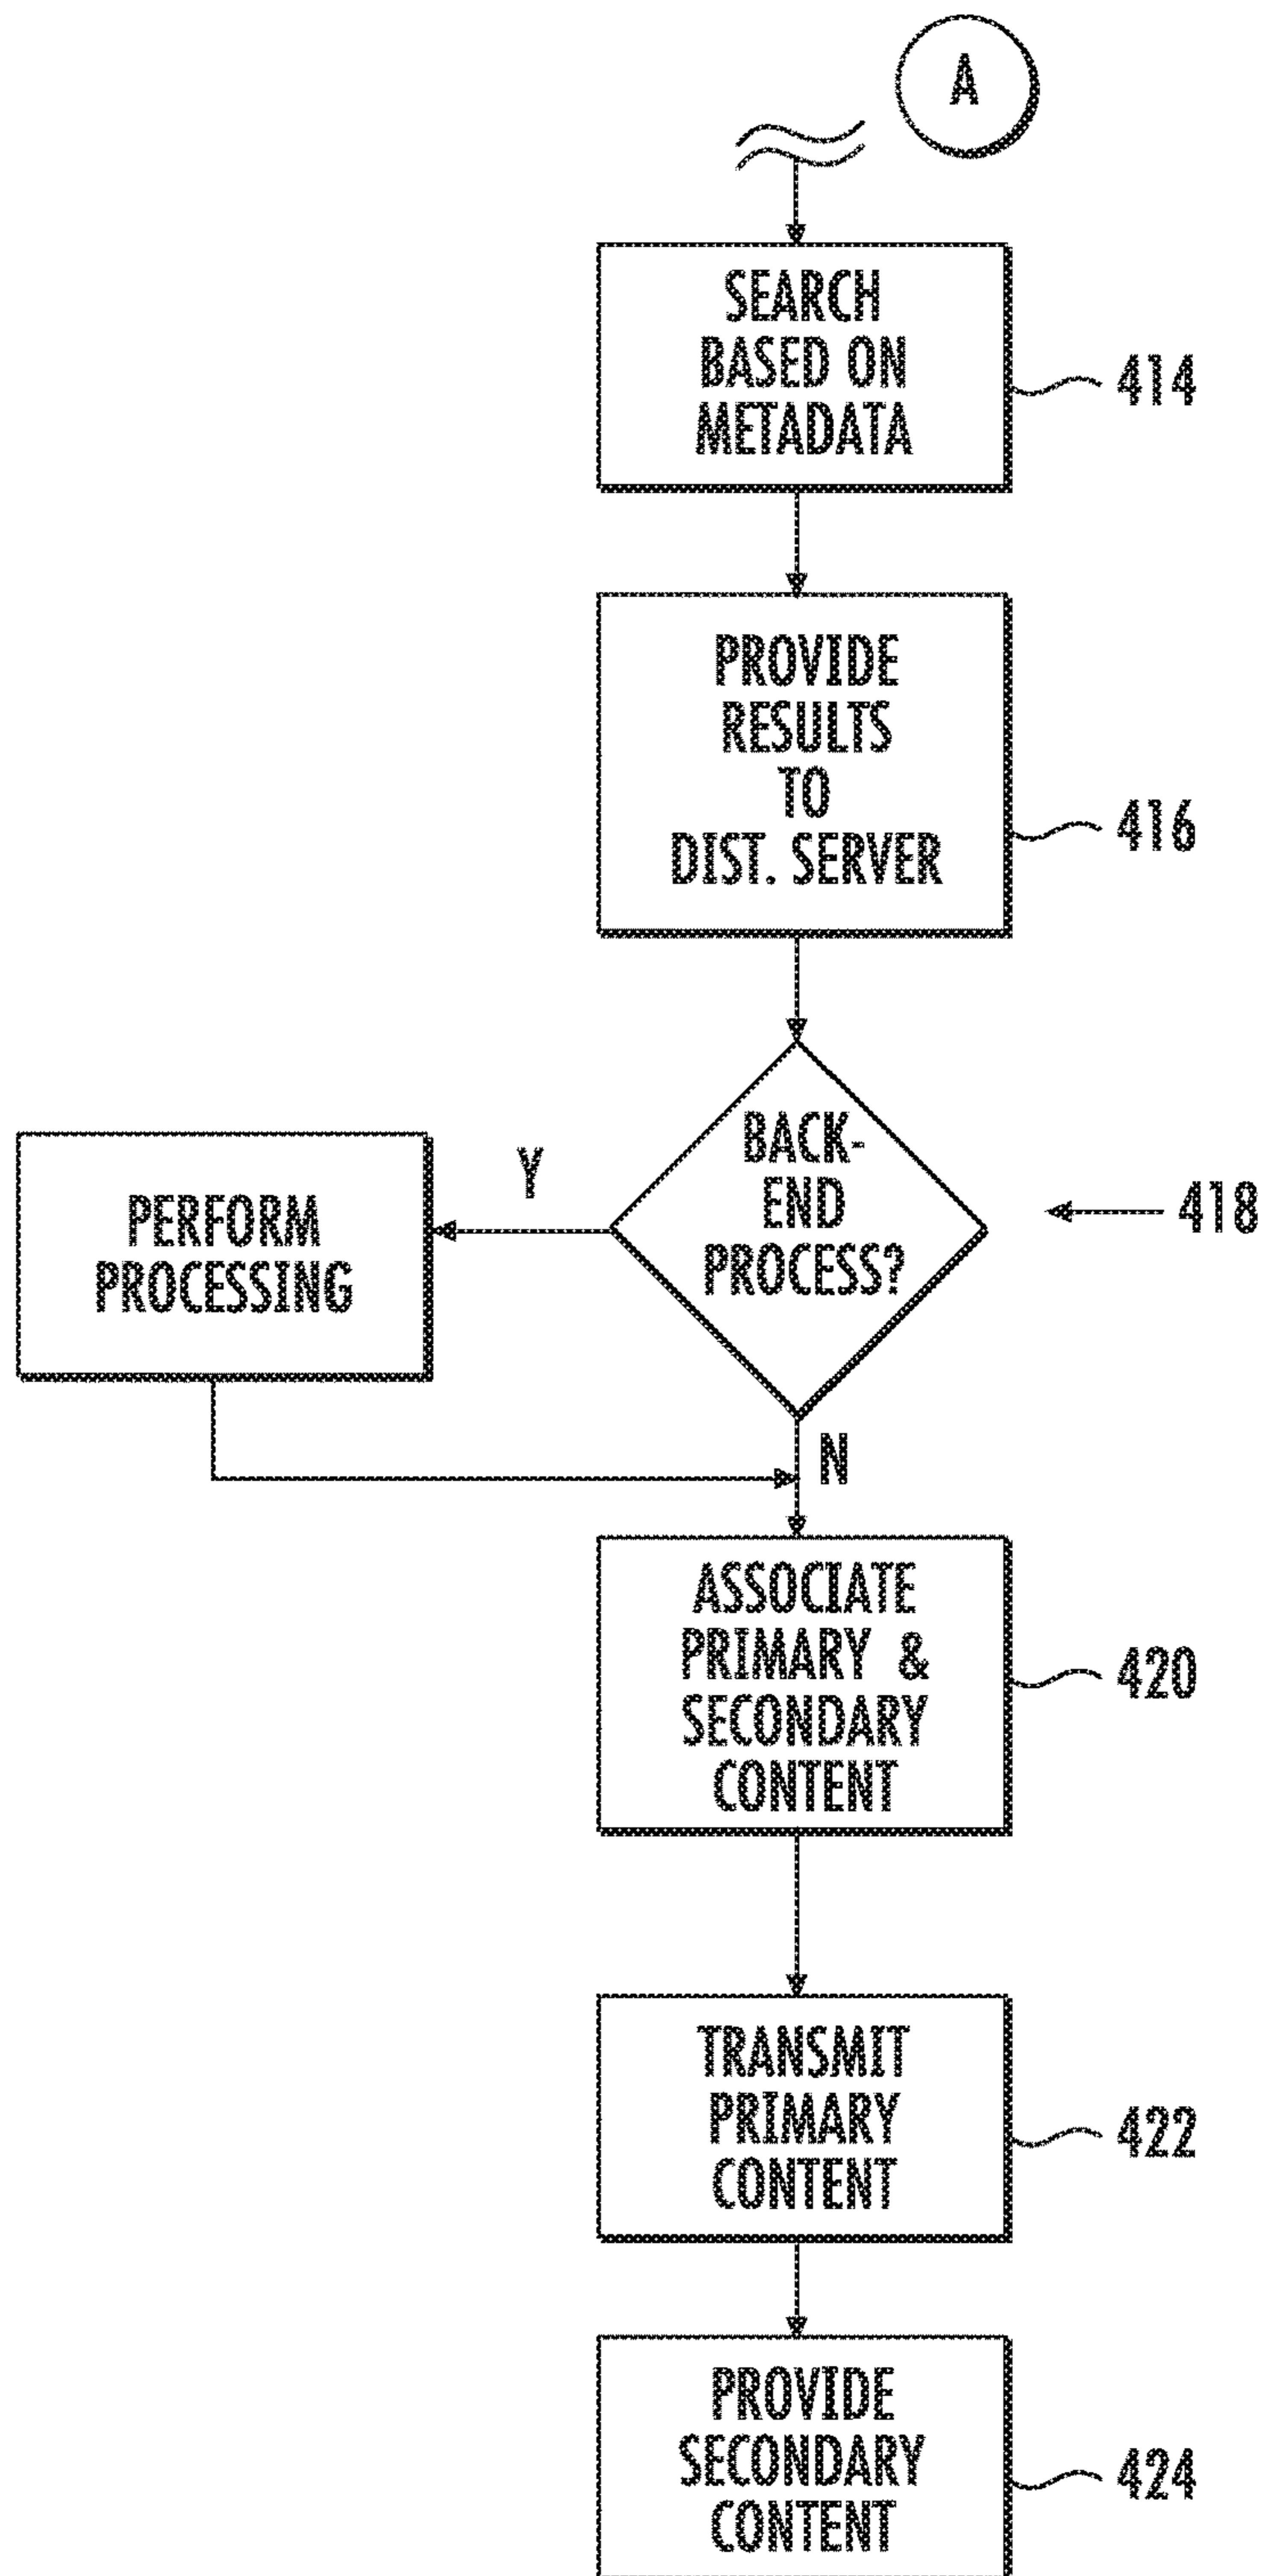 A
SEARCH
BASED ON
METADATA
414
PROVIDE
RESULTS
TO
DIST. SERVER
416
BACK-
END
PROCESS?
418
Y
PERFORM
PROCESSING
N
ASSOCIATE
PRIMARY &
SECONDARY
CONTENT
420
TRANSMIT
PRIMARY
CONTENT
422
PROVIDE
SECONDARY
CONTENT
424